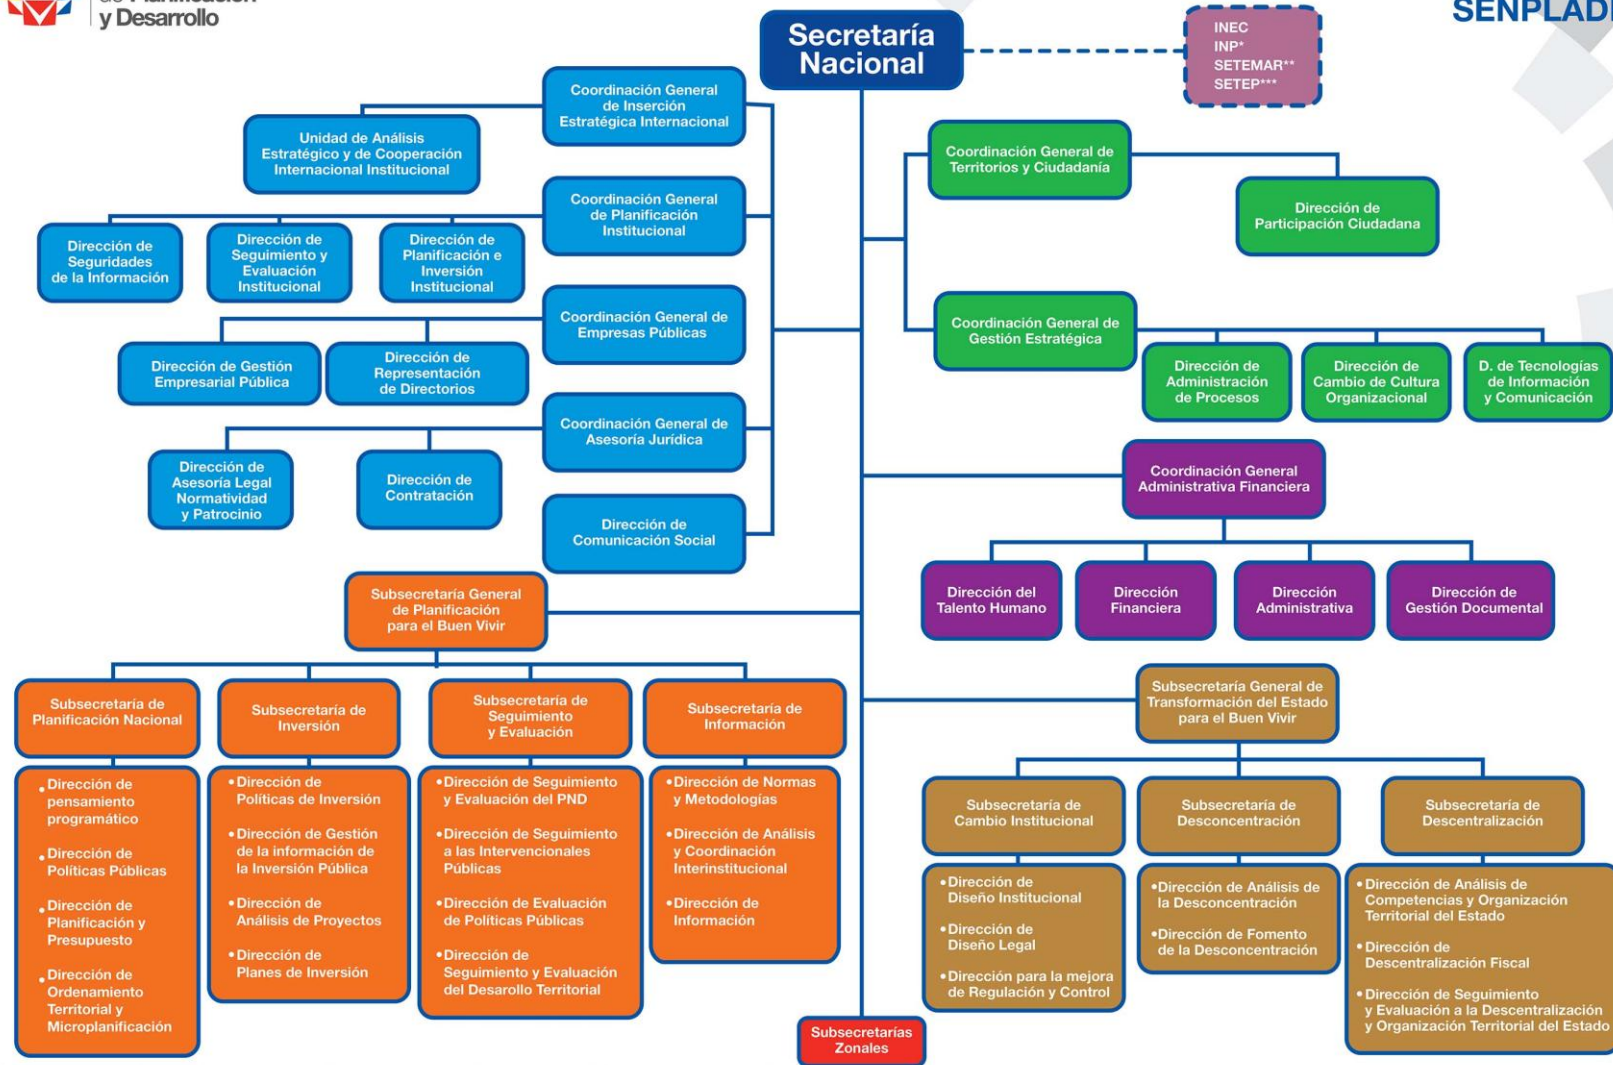 de Planificación
y Desarrollo
Secretaría
Nacional
INEC
INP*
SETEMAR**
SETEP***
Coordinación General
de Inserción
Estratégica Internacional
Unidad de Análisis
Estratégico y de Cooperación
Internacional Institucional
Coordinación General
de Planificación
Institucional
Dirección de
Seguridades
de la Información
Dirección de
Seguimiento y
Evaluación
Institucional
Dirección de
Planificación e
Inversión
Institucional
Coordinación General de
Empresas Públicas
Dirección de Gestión
Empresarial Pública
Dirección de
Representación
de Directorios
Coordinación General de
Asesoría Jurídica
Dirección de
Asesoría Legal
Normatividad
y Patrocinio
Dirección de
Contratación
Dirección de
Comunicación Social
Coordinación General de
Territorios y Ciudadanía
Dirección de
Participación Ciudadana
Coordinación General de
Gestión Estratégica
Dirección de
Administración
de Procesos
Dirección de
Cambio de Cultura
Organizacional
D. de Tecnologías
de Información
y Comunicación
Coordinación General
Administrativa Financiera
Dirección del
Talento Humano
Dirección
Financiera
Dirección
Administrativa
Dirección de
Gestión Documental
Subsecretaría General
de Planificación
para el Buen Vivir
Subsecretaría de
Planificación Nacional
Subsecretaría de
Inversión
Subsecretaría de
Seguimiento
y Evaluación
Subsecretaría de
Información
• Dirección de
pensamiento
programático
• Dirección de
Políticas Públicas
• Dirección de
Planificación y
Presupuesto
• Dirección de
Ordenamiento
Territorial y
Microplanificación
• Dirección de
Políticas de Inversión
• Dirección de Gestión
de la información de
la Inversión Pública
• Dirección de
Análisis de Proyectos
• Dirección de
Planes de Inversión
• Dirección de Seguimiento
y Evaluación del PND
• Dirección de Seguimiento
a las Intervencionales
Públicas
• Dirección de Evaluación
de Políticas Públicas
• Dirección de
Seguimiento y Evaluación
del Desarollo Territorial
• Dirección de Normas
y Metodologías
• Dirección de Análisis
y Coordinación
Interinstitucional
• Dirección de
Información
Subsecretaría General de
Transformación del Estado
para el Buen Vivir
Subsecretaría de
Cambio Institucional
Subsecretaría de
Desconcentración
Subsecretaría de
Descentralización
• Dirección de
Diseño Institucional
• Dirección de
Diseño Legal
• Dirección para la mejora
de Regulación y Control
• Dirección de Análisis de
la Desconcentración
• Dirección de Fomento
de la Desconcentración
• Dirección de Análisis de
Competencias y Organización
Territorial del Estado
• Dirección de
Descentralización Fiscal
• Dirección de Seguimiento
y Evaluación a la Descentralización
y Organización Territorial del Estado
Subsecretarías
Zonales